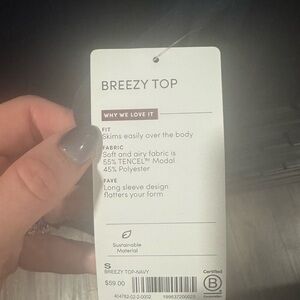 BREEZY TOP
WHY WE LOVE IT
FIT
Skims easily over the body
FABRIC
Soft and airy fabric is
55% TENCEL™ Modal
45% Polyester
FAVE
Long sleeve design
flatters your form
Sustainable
Material
S
BREEZY TOP-NAVY
$59.00
Certified
B